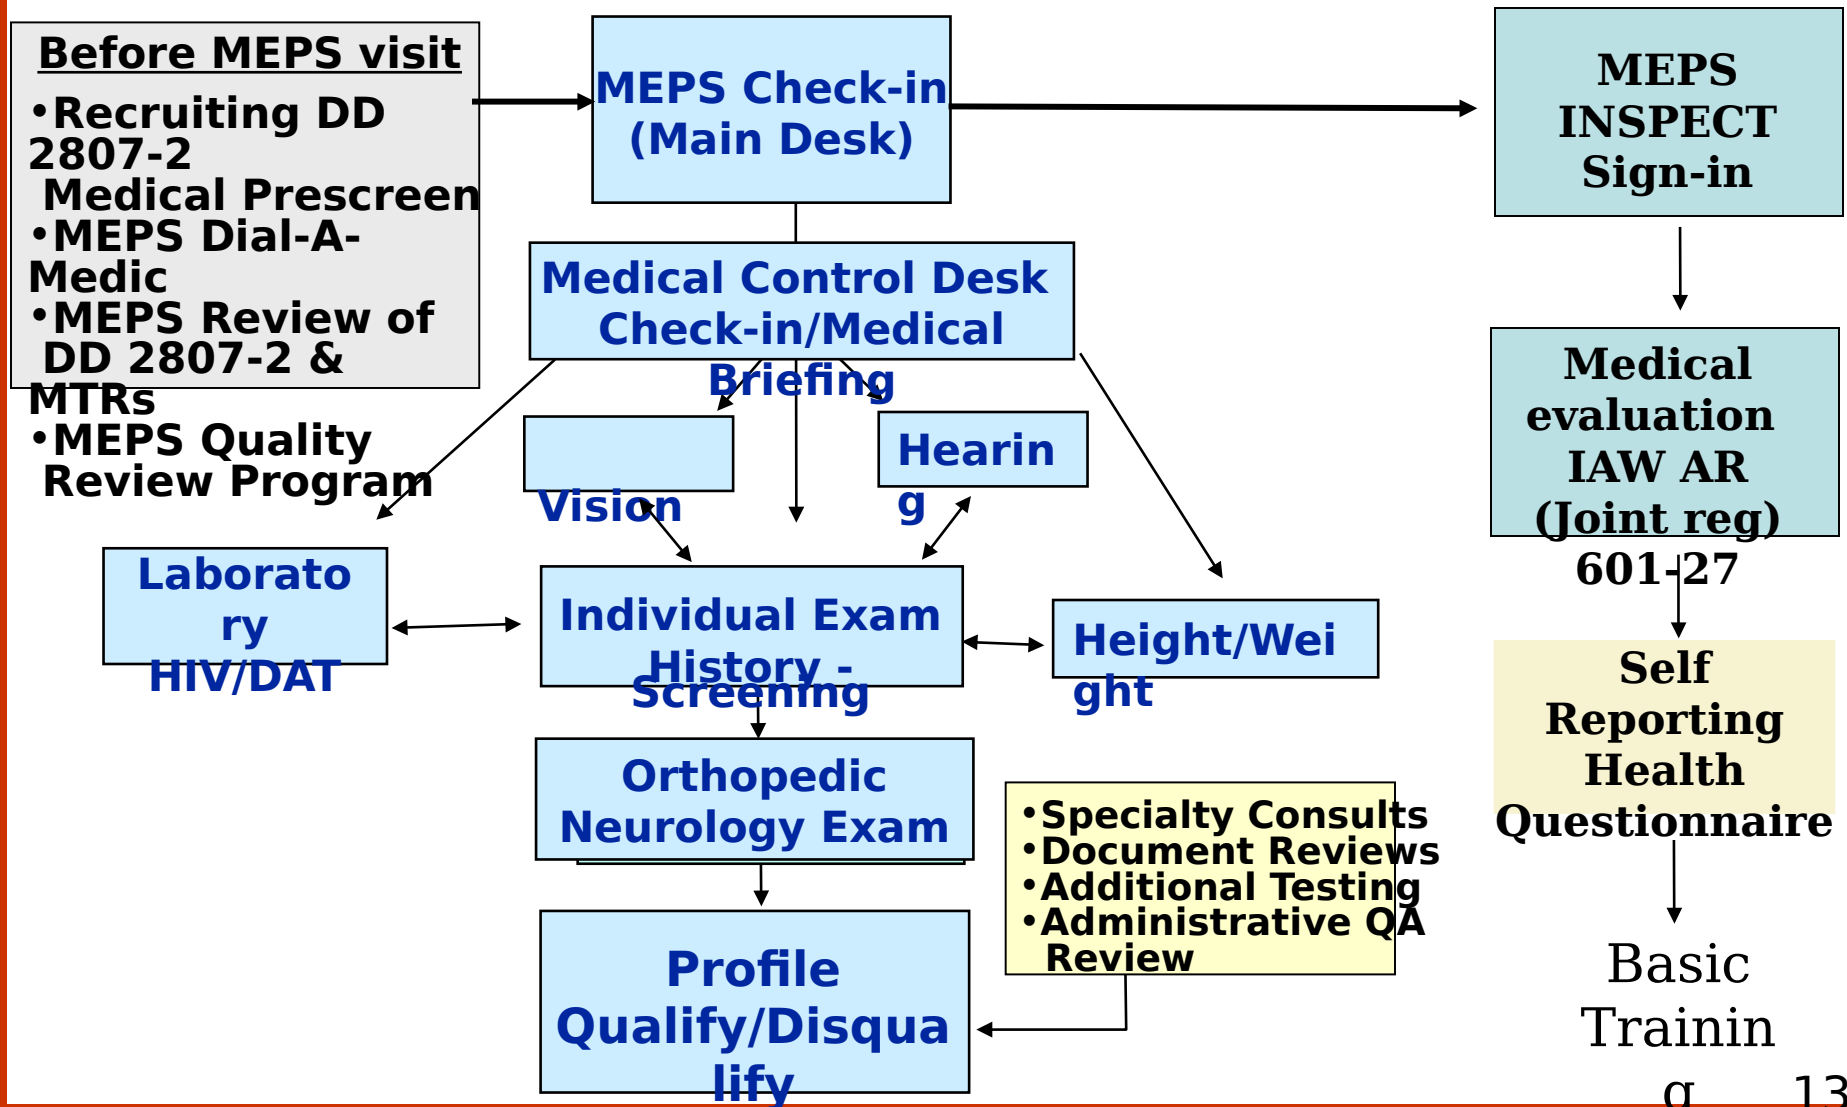 Before MEPS visit
•Recruiting DD
2807-2
Medical Prescreen
•MEPS Dial-A-
Medic
•MEPS Review of
DD 2807-2 &
MTRs
•MEPS Quality
Review Program
MEPS Check-in
(Main Desk)
MEPS
INSPECT
Sign-in
Medical Control Desk
Check-in/Medical
Briefing
Vision
Hearin
g
Medical
evaluation
IAW AR
(Joint reg)
601-27
Laborato
ry
HIV/DAT
Individual Exam
History -
Screening
Height/Wei
ght
Self
Reporting
Health
Questionnaire
Orthopedic
Neurology Exam
•Specialty Consults
•Document Reviews
•Additional Testing
•Administrative QA
Review
Profile
Qualify/Disqua
lify
Basic
Trainin
g
13